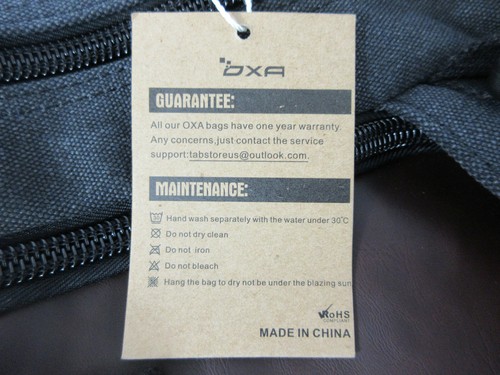 OXA
GUARANTEE:
All our OXA bags have one year warranty.
Any concerns,just contact the service
support:tabstoreus@outlook.com.
MAINTENANCE:
Hand wash separately with the water under 30℃
Do not dry clean
Do not iron
Do not bleach
Hang the bag to dry not be under the blazing sun
RoHS
COMPLIANT
MADE IN CHINA